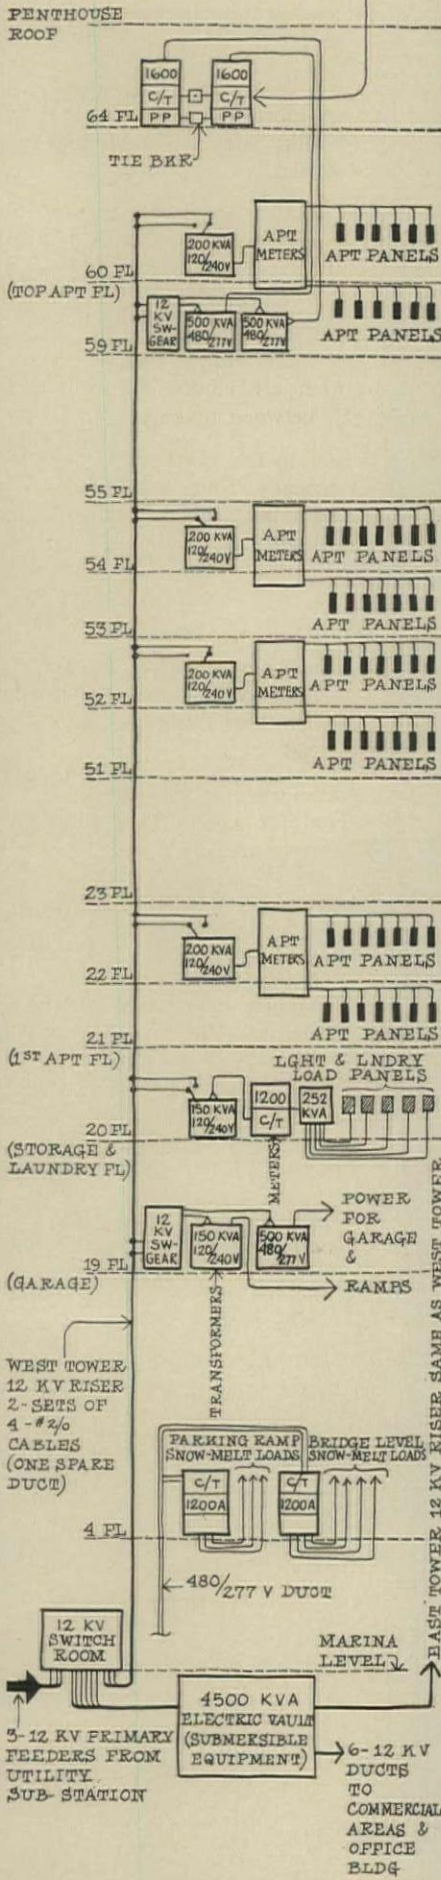 PENTHOUSE
ROOF
1600
1600
C/T
C/T
PP
PP
64 FL
TIE BKR
200 KVA
120/240V
APT
METERS
APT PANELS
60 FL
(TOP APT FL)
12
KV
SW-
GEAR
500 KVA
480/277V
500 KVA
480/277V
APT PANELS
59 FL
55 FL
200 KVA
120/240V
APT
METERS
APT PANELS
54 FL
APT PANELS
53 FL
200 KVA
120/240V
APT
METERS
APT PANELS
52 FL
APT PANELS
51 FL
23 FL
200 KVA
120/240V
APT
METERS
APT PANELS
22 FL
APT PANELS
21 FL
(1ST APT FL)
LGHT & LNDRY
LOAD PANELS
150 KVA
120/240V
1200
C/T
252
KVA
20 FL
(STORAGE &
LAUNDRY FL)
METERS
12
KV
SW-
GEAR
150 KVA
120/240V
500 KVA
480/277V
POWER
FOR
GARAGE
&
RAMPS
19 FL
(GARAGE)
TRANSFORMERS
WEST TOWER
12 KV RISER
2-SETS OF
4-#2/0
CABLES
(ONE SPARE
DUCT)
PARKING RAMP
SNOW-MELT LOADS
BRIDGE LEVEL
SNOW-MELT LOADS
C/T
1200A
C/T
1200A
4 FL
480/277 V DUCT
EAST TOWER 12 KV RISER SAME AS WEST TOWER
12 KV
SWITCH
ROOM
MARINA
LEVEL
4500 KVA
ELECTRIC VAULT
(SUBMERSIBLE
EQUIPMENT)
3-12 KV PRIMARY
FEEDERS FROM
UTILITY
SUB-STATION
6-12 KV
DUCTS
TO
COMMERCIAL
AREAS &
OFFICE
BLDG